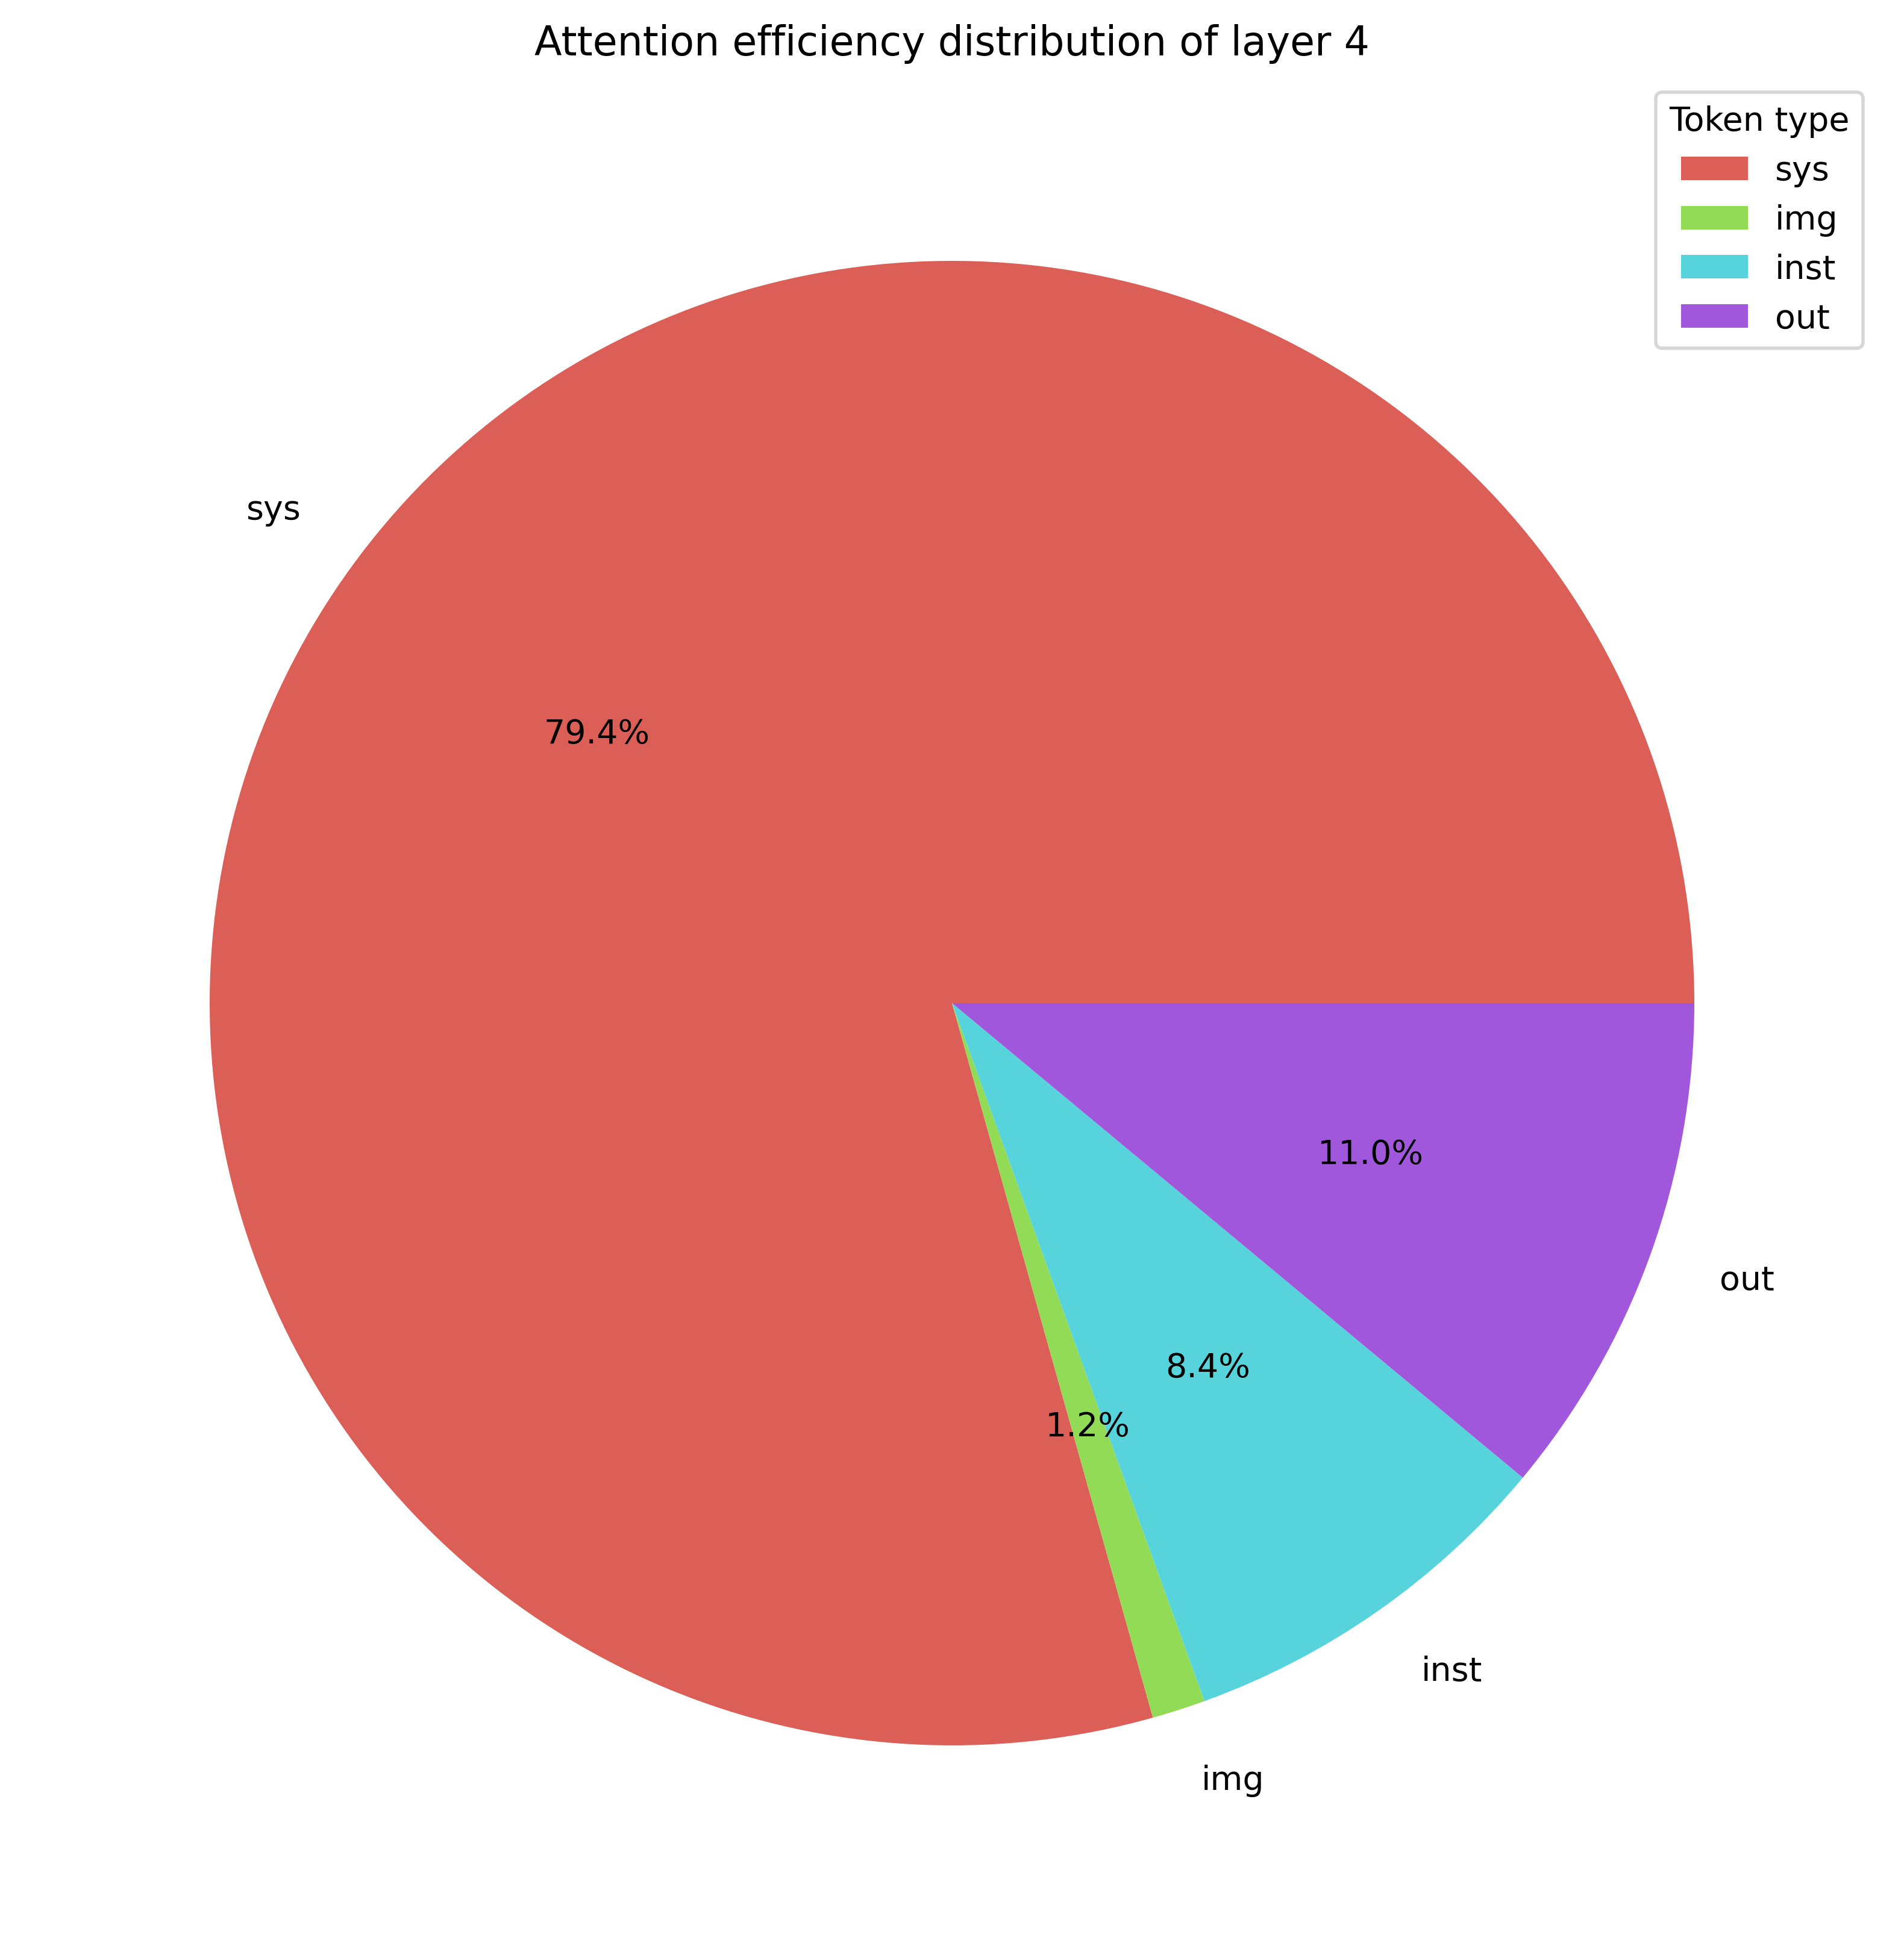 Attention efficiency distribution of layer 4
Token type
sys
img
inst
out
sys
79.4%
11.0%
out
8.4%
1.2%
inst
img